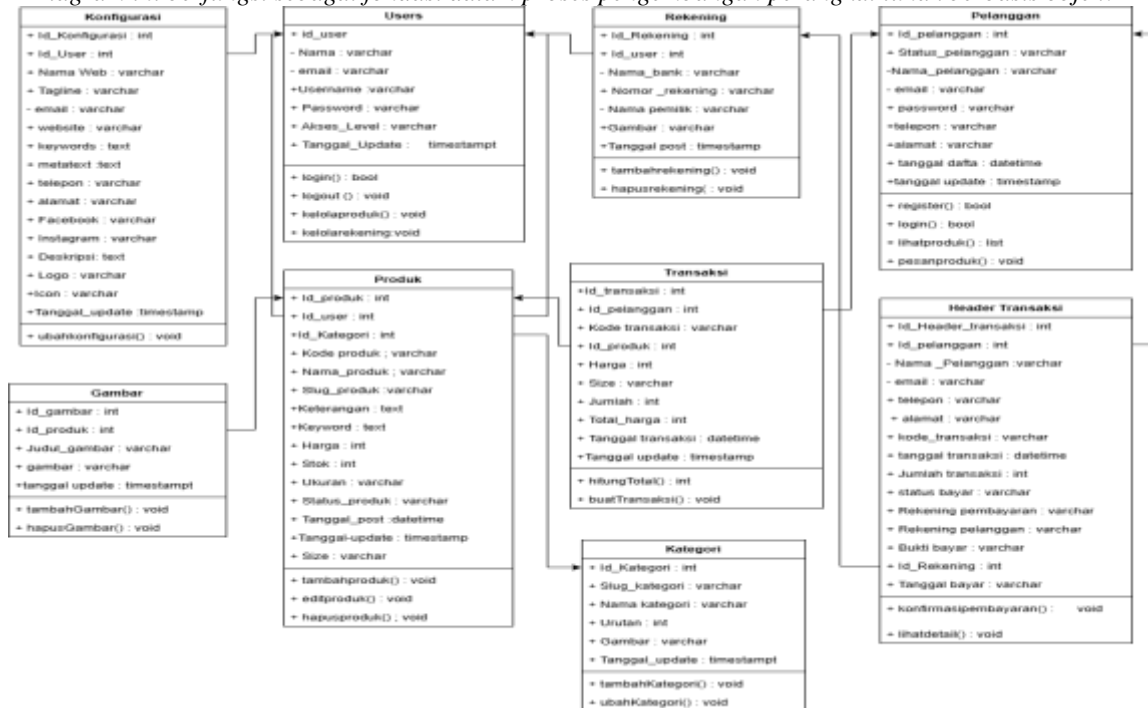 Konfigurasi
+ Id_Konfigurasi : int
+ Id_User : int
+ Nama Web : varchar
+ Tagline : varchar
- email : varchar
+ website : varchar
+ keywords : text
+ metatext :text
+ telepon : varchar
+ alamat : varchar
+ Facebook : varchar
+ Instagram : varchar
+ Deskripsi: text
+ Logo : varchar
+Icon : varchar
+Tanggal_update :timestamp
+ ubahkonfigurasi() : void
Users
+ id_user
- Nama : varchar
- email : varchar
+Username :varchar
+ Password : varchar
+ Akses_Level : varchar
+ Tanggal_Update : timestampt
+ login() : bool
+ logout () : void
+ kelolaproduk() : void
+ kelolarekening:void
Rekening
+ Id_Rekening : int
+ Id_user : int
- Nama_bank : varchar
+ Nomor _rekening : varchar
- Nama pemilik : varchar
+Gambar : varchar
+Tanggal post : timestamp
+ tambahrekening() : void
+ hapusrekening( : void
Pelanggan
+ Id_pelanggan : int
+ Status_pelanggan : varchar
-Nama_pelanggan : varchar
- email : varchar
+ password : varchar
+telepon : varchar
+alamat : varchar
+ tanggal dafta : datetime
+tanggal update : timestamp
+ register() : bool
+ login() : bool
+ lihatproduk() : list
+ pesanproduk() : void
Gambar
+ Id_gambar : int
+ Id_produk : int
+ Judul_gambar : varchar
+ gambar : varchar
+tanggal update : timestampt
+ tambahGambar() : void
+ hapusGambar() : void
Produk
+ Id_produk : int
+ Id_user : int
+Id_Kategori : int
+ Kode produk ; varchar
+ Nama_produk ; varchar
+ Slug_produk :varchar
+Keterangan : text
+Keyword : text
+ Harga : int
+ Stok : int
+ Ukuran : varchar
+ Status_produk : varchar
+ Tanggal_post :datetime
+Tanggal-update : timestamp
+ Size : varchar
+ tambahproduk() : void
+ editproduk() : void
+ hapusproduk() ; void
Transaksi
+Id_transaksi : int
+ Id_pelanggan : int
+ Kode transaksi : varchar
+ Id_produk : int
+ Harga : int
+ Size : varchar
+ Jumlah : int
+ Total_harga : int
+ Tanggal transaksi : datetime
+Tanggal update : timestamp
+ hitungTotal() : int
+ buatTransaksi() : void
Kategori
+ Id_Kategori : int
+ Slug_kategori : varchar
+ Nama kategori : varchar
+ Urutan : int
+ Gambar : varchar
+ Tanggal_update : timestampt
+ tambahKategori() : void
+ ubahKategori() : void
Header Transaksi
+ Id_Header_transaksi : int
+ Id_pelanggan : int
- Nama _Pelanggan :varchar
- email : varchar
+ telepon : varchar
+ alamat : varchar
+ kode_transaksi : varchar
+ tanggal transaksi : datetime
+ Jumlah transaksi : int
+ status bayar : varchar
+ Rekening pembayaran : varchar
+ Rekening pelanggan : varchar
+ Bukti bayar : varchar
+ Id_Rekening : int
+ Tanggal bayar : varchar
+ konfirmasipembayaran() : void
+ lihatdetail() : void